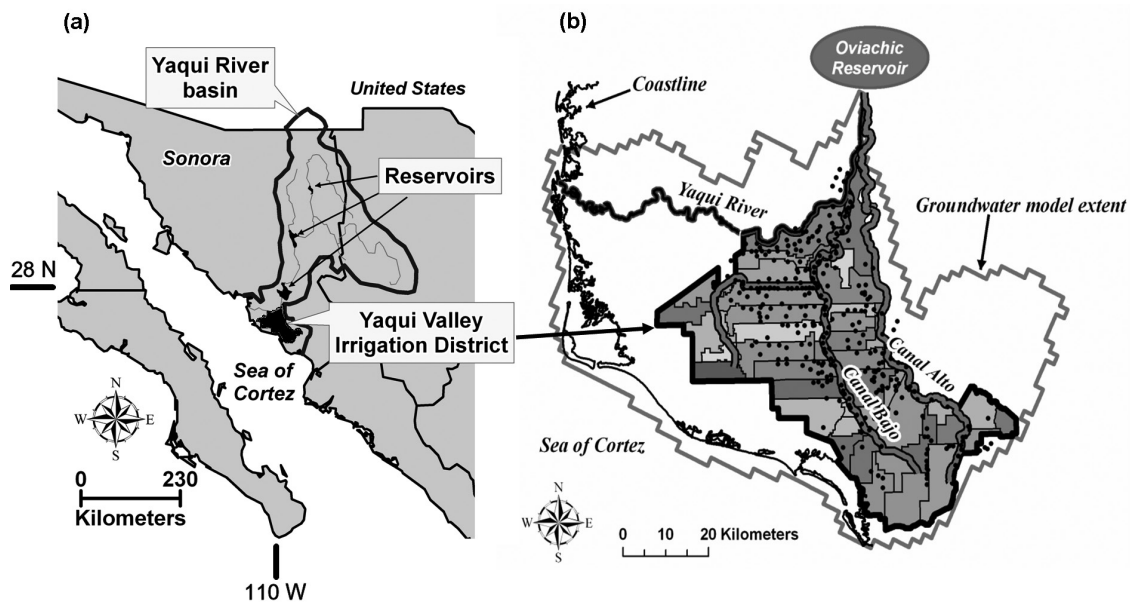 (a)
Yaqui River
basin
United States
Sonora
Reservoirs
28 N
Yaqui Valley
Irrigation District
Sea of
Cortez
N
W
E
S
0
230
Kilometers
110 W
(b)
Oviachic
Reservoir
Coastline
Yaqui River
Groundwater model extent
Canal Alto
Canal Bajo
Sea of Cortez
N
W
E
S
0 10 20 Kilometers